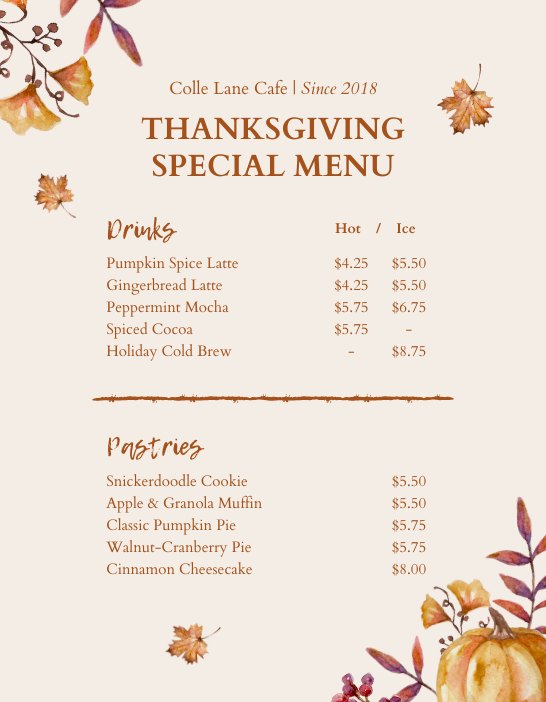 Colle Lane Cafe | Since 2018
THANKSGIVING
SPECIAL MENU
Drinks Hot / Ice
Pumpkin Spice Latte $4.25 $5.50
Gingerbread Latte $4.25 $5.50
Peppermint Mocha $5.75 $6.75
Spiced Cocoa $5.75 -
Holiday Cold Brew - $8.75
Pastries
Snickerdoodle Cookie $5.50
Apple & Granola Muffin $5.50
Classic Pumpkin Pie $5.75
Walnut-Cranberry Pie $5.75
Cinnamon Cheesecake $8.00